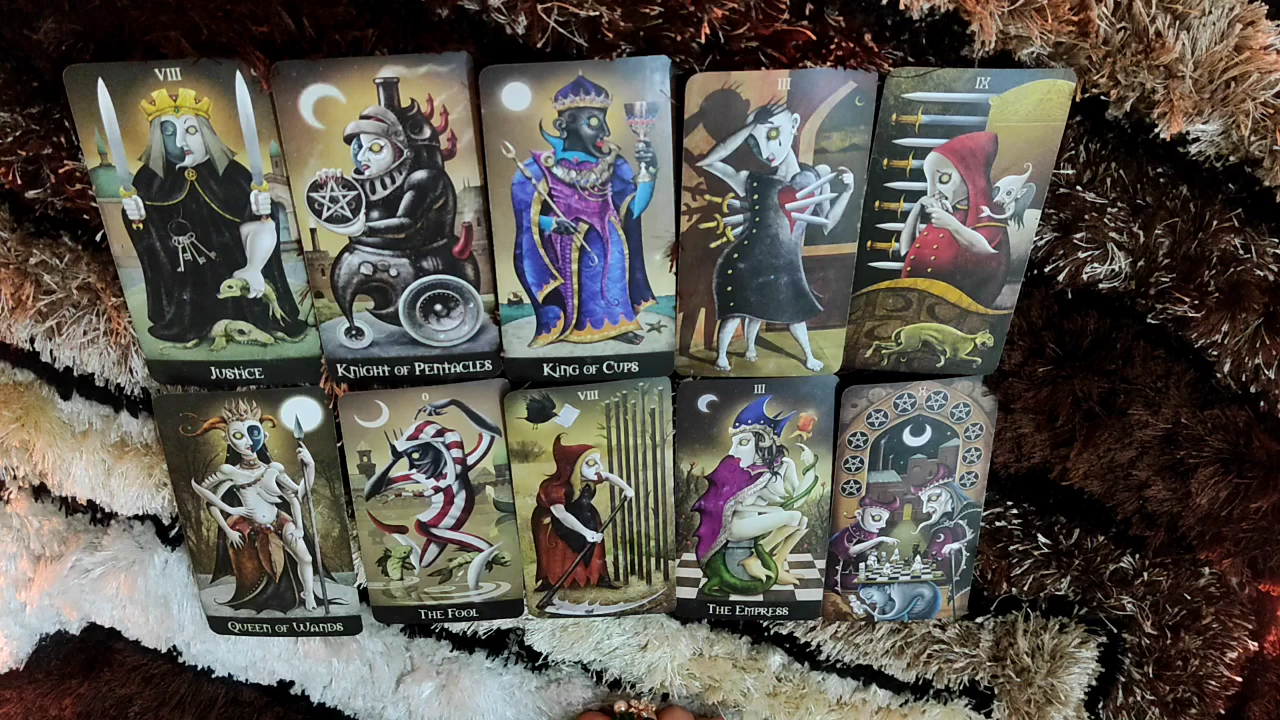 VIII
III
IX
JUSTICE
KNIGHT OF PENTACLES
KING OF CUPS
0
VIII
III
X
QUEEN OF WANDS
THE FOOL
THE EMPRESS